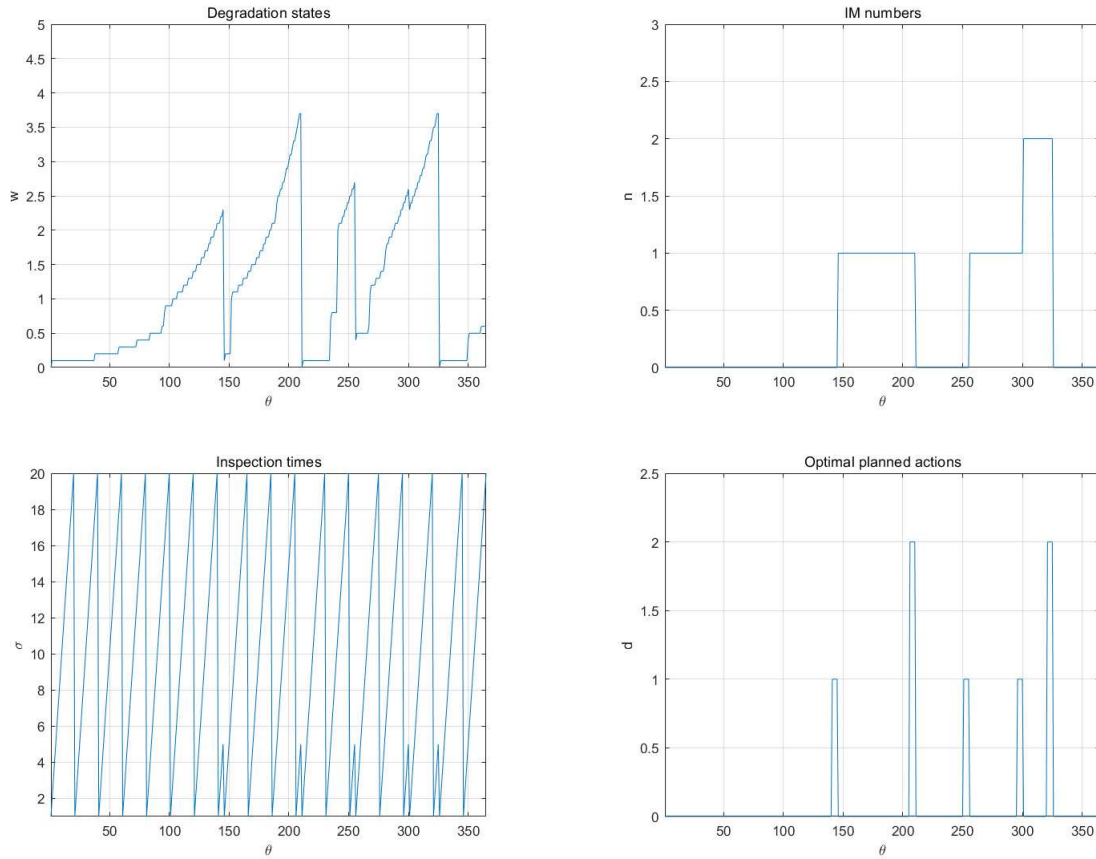 Degradation states
5
4.5
4
3.5
3
2.5
2
1.5
1
0.5
0
w
50 100 150 200 250 300 350
θ
IM numbers
3
2.5
2
1.5
1
0.5
0
n
50 100 150 200 250 300 350
θ
Inspection times
20
18
16
14
12
10
8
6
4
2
σ
50 100 150 200 250 300 350
θ
Optimal planned actions
2.5
2
1.5
1
0.5
0
d
50 100 150 200 250 300 350
θ